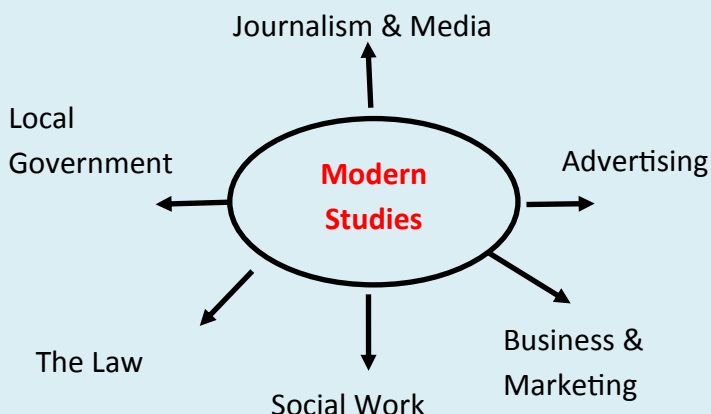 Journalism & Media
Local
Government
Advertising
Modern
Studies
The Law
Business &
Marketing
Social Work